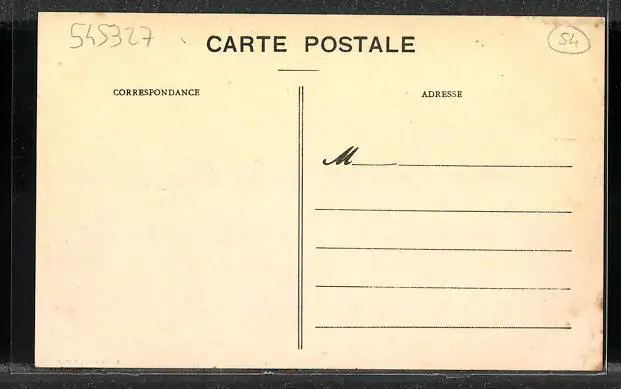 545327
CARTE POSTALE
54
CORRESPONDANCE
ADRESSE
M